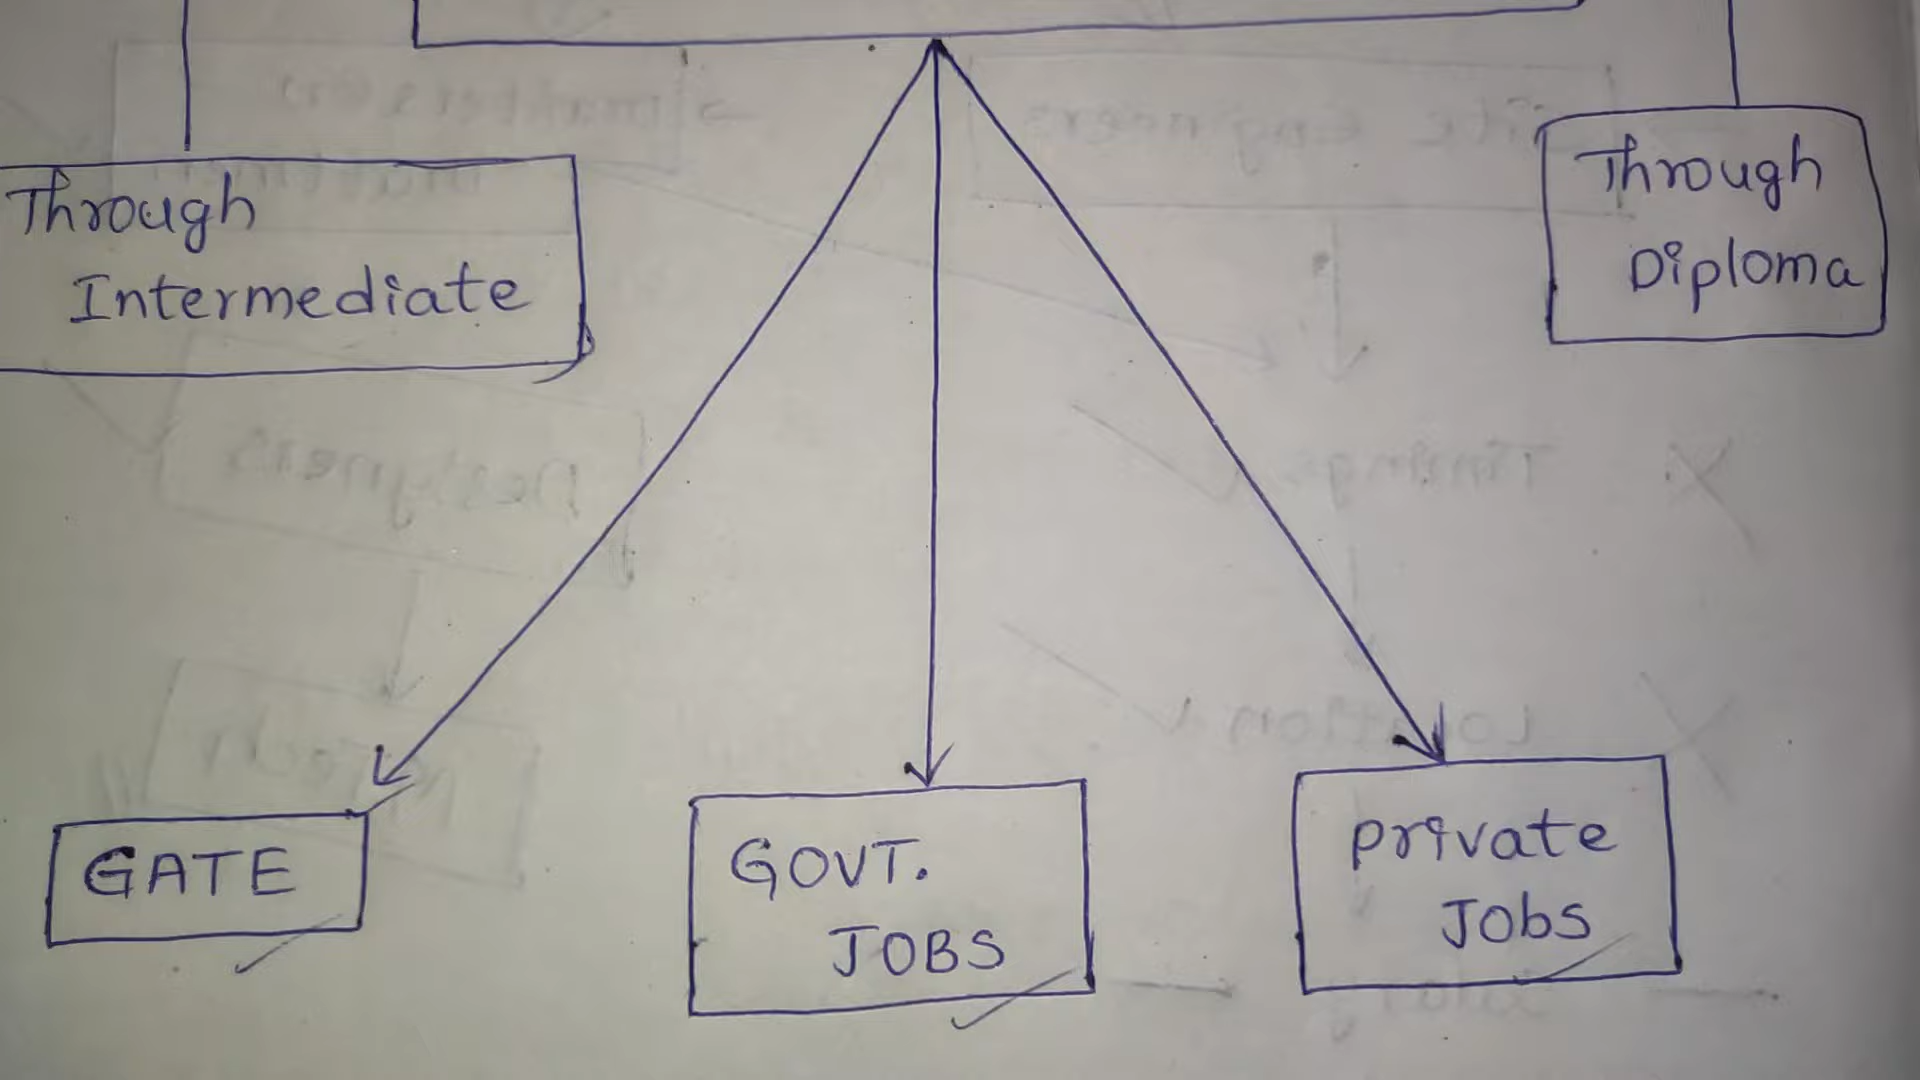 Through
Intermediate
Through
Diploma
GATE
GOVT.
JOBS
private
Jobs